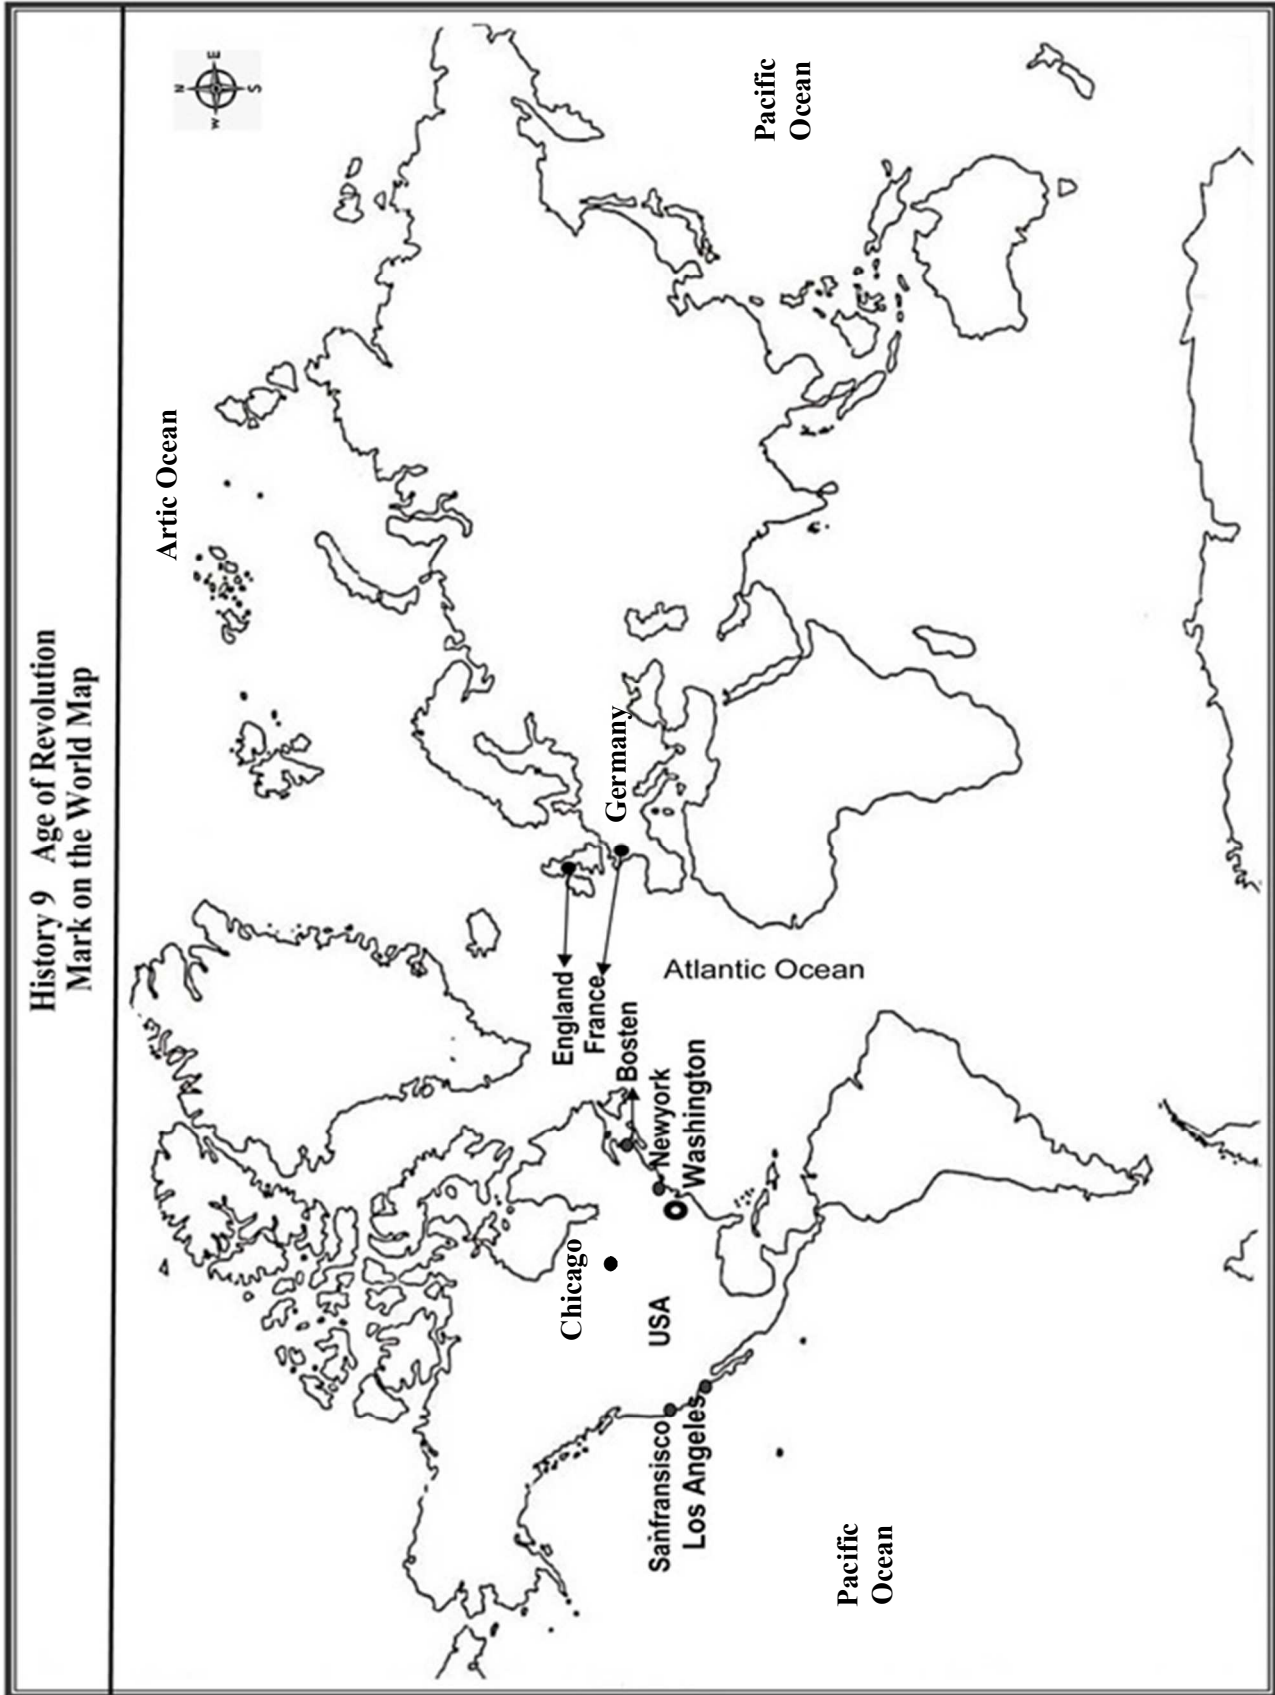 History 9 Age of Revolution
Mark on the World Map
N
W
E
S
Artic Ocean
Pacific
Ocean
Germany
England
France
Atlantic Ocean
Bosten
Newyork
Washington
Chicago
USA
Sanfransisco
Los Angeles
Pacific
Ocean